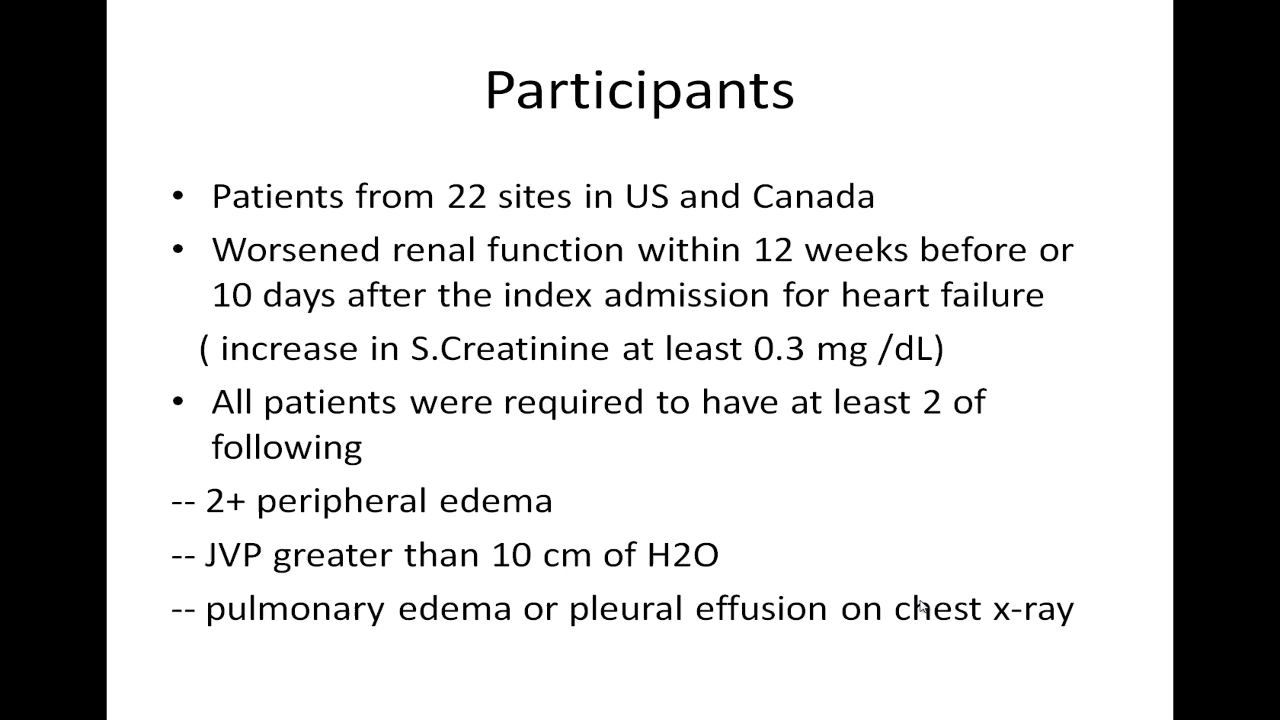 Participants
• Patients from 22 sites in US and Canada
• Worsened renal function within 12 weeks before or
10 days after the index admission for heart failure
( increase in S.Creatinine at least 0.3 mg /dL)
• All patients were required to have at least 2 of
following
-- 2+ peripheral edema
-- JVP greater than 10 cm of H2O
-- pulmonary edema or pleural effusion on chest x-ray